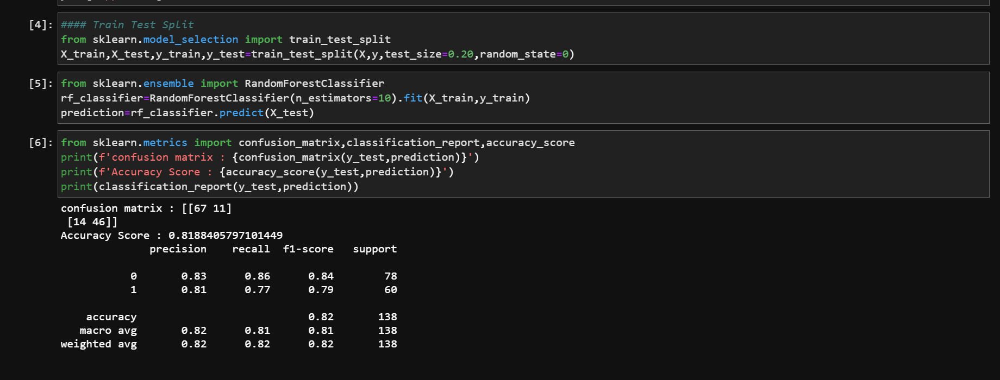 [4]: #### Train Test Split
from sklearn.model_selection import train_test_split
X_train,X_test,y_train,y_test=train_test_split(X,y,test_size=0.20,random_state=0)
[5]: from sklearn.ensemble import RandomForestClassifier
rf_classifier=RandomForestClassifier(n_estimators=10).fit(X_train,y_train)
prediction=rf_classifier.predict(X_test)
[6]: from sklearn.metrics import confusion_matrix,classification_report,accuracy_score
print(f'confusion matrix : {confusion_matrix(y_test,prediction)}')
print(f'Accuracy Score : {accuracy_score(y_test,prediction)}')
print(classification_report(y_test,prediction))
confusion matrix : [[67 11]
 [14 46]]
Accuracy Score : 0.8188405797101449
              precision    recall  f1-score   support

           0       0.83      0.86      0.84        78
           1       0.81      0.77      0.79        60

    accuracy                           0.82       138
   macro avg       0.82      0.81      0.81       138
weighted avg       0.82      0.82      0.82       138